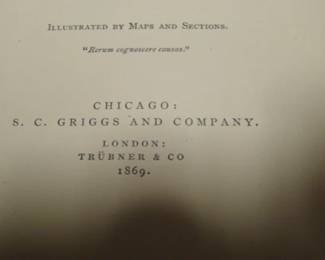 Illustrated by Maps and Sections.
"Rerum cognoscere causas."
CHICAGO:
S. C. GRIGGS AND COMPANY.
LONDON:
TRÜBNER & CO
1869.